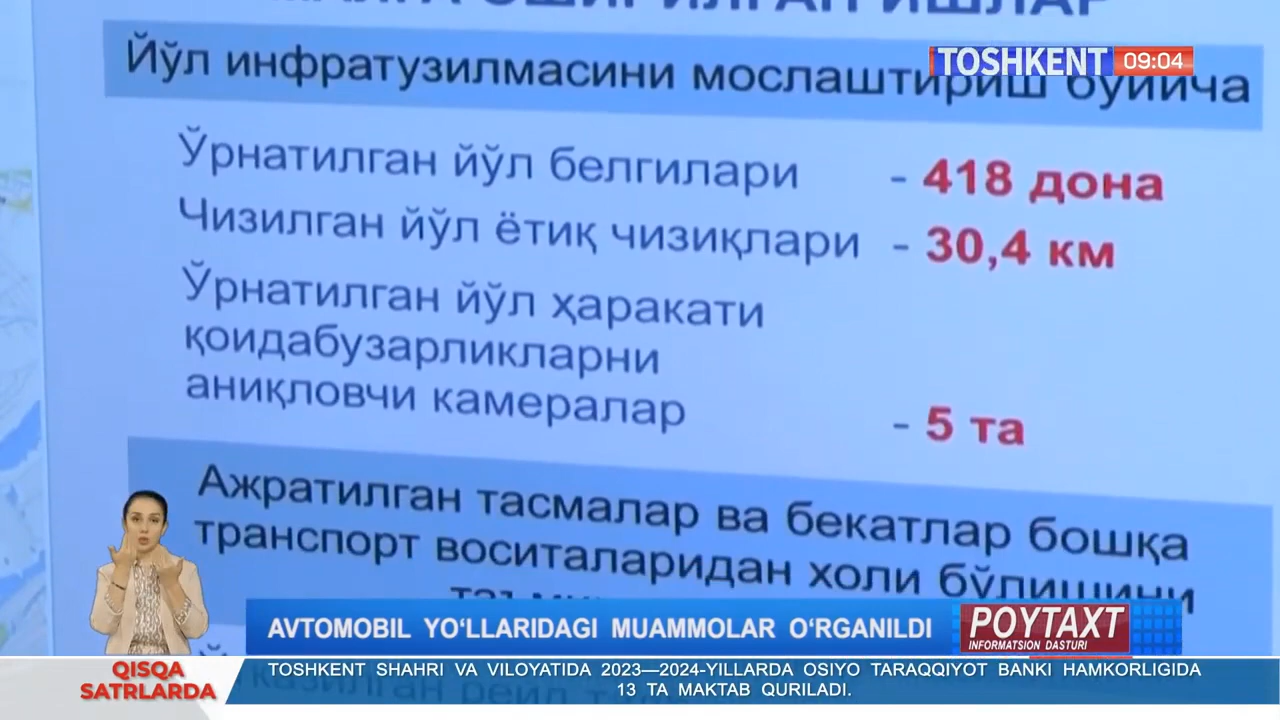 ОШИРИЛГАН ИШЛАР
Йўл инфратузилмасини мослаштириш бўйича
TOSHKENT 09:04
Ўрнатилган йўл белгилари - 418 дона
Чизилган йўл ётиқ чизиқлари - 30,4 км
Ўрнатилган йўл ҳаракати
қоидабузарликларни
аниқловчи камералар - 5 та
Ажратилган тасмалар ва бекатлар бошқа
транспорт воситаларидан холи бўлишини
AVTOMOBIL YO‘LLARIDAGI MUAMMOLAR O‘RGANILDI
POYTAXT
INFORMATSION DASTURI
QISQA
SATRLARDA
TOSHKENT SHAHRI VA VILOYATIDA 2023—2024-YILLARDA OSIYO TARAQQIYOT BANKI HAMKORLIGIDA
13 TA MAKTAB QURILADI.